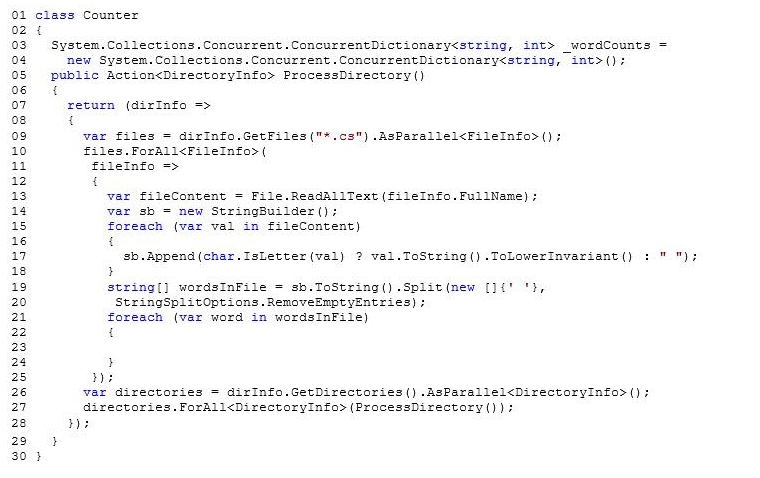 01 class Counter
02 {
03   System.Collections.Concurrent.ConcurrentDictionary<string, int> _wordCounts =
04     new System.Collections.Concurrent.ConcurrentDictionary<string, int>();
05   public Action<DirectoryInfo> ProcessDirectory()
06   {
07     return (dirInfo =>
08     {
09       var files = dirInfo.GetFiles("*.cs").AsParallel<FileInfo>();
10       files.ForAll<FileInfo>(
11        fileInfo =>
12        {
13          var fileContent = File.ReadAllText(fileInfo.FullName);
14          var sb = new StringBuilder();
15          foreach (var val in fileContent)
16          {
17            sb.Append(char.IsLetter(val) ? val.ToString().ToLowerInvariant() : " ");
18          }
19          string[] wordsInFile = sb.ToString().Split(new []{' '},
20           StringSplitOptions.RemoveEmptyEntries);
21          foreach (var word in wordsInFile)
22          {
23
24          }
25        });
26       var directories = dirInfo.GetDirectories().AsParallel<DirectoryInfo>();
27       directories.ForAll<DirectoryInfo>(ProcessDirectory());
28     });
29   }
30 }